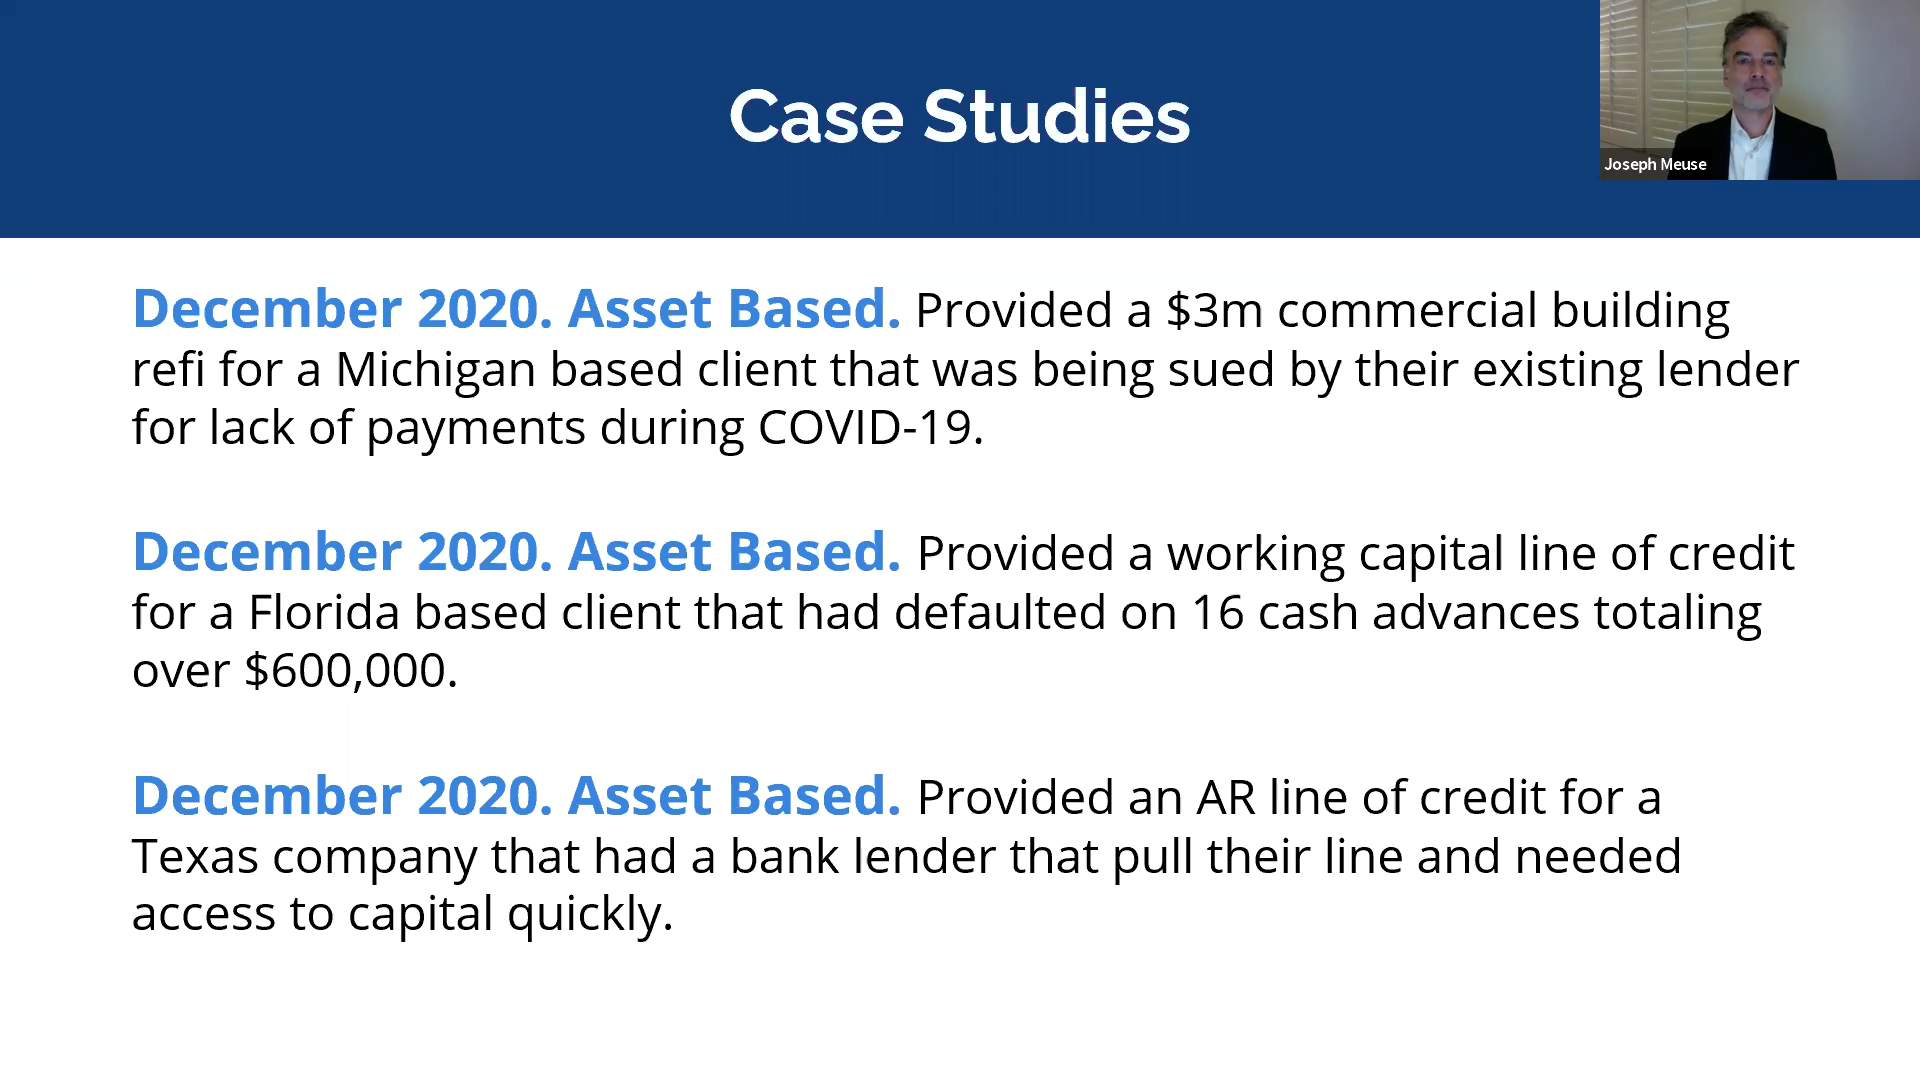 Case Studies
Joseph Meuse
December 2020. Asset Based. Provided a $3m commercial building
refi for a Michigan based client that was being sued by their existing lender
for lack of payments during COVID-19.
December 2020. Asset Based. Provided a working capital line of credit
for a Florida based client that had defaulted on 16 cash advances totaling
over $600,000.
December 2020. Asset Based. Provided an AR line of credit for a
Texas company that had a bank lender that pull their line and needed
access to capital quickly.